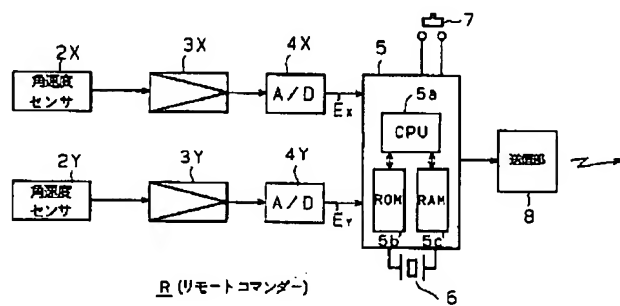 2X
3X
4X
5
7
角速度
センサ
A/D
Ex
5a
CPU
送信部
8
2Y
3Y
4Y
角速度
センサ
A/D
EY
ROM
RAM
5b
5c
6
R (リモートコマンダー)